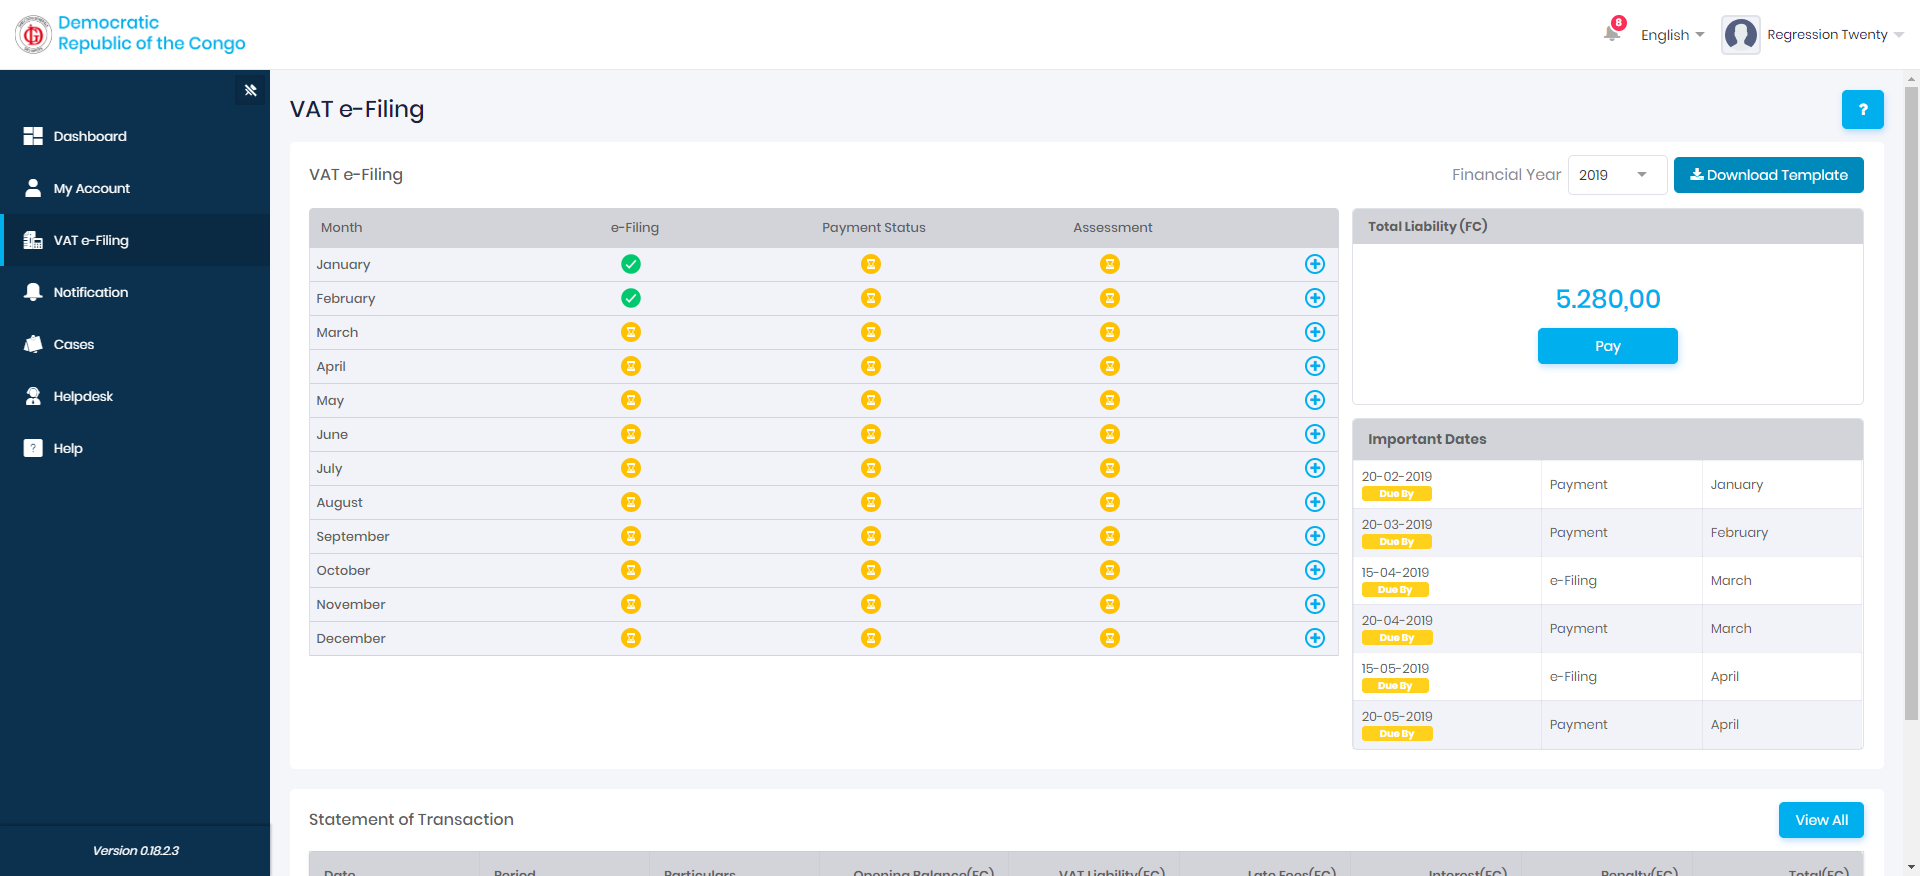 Democratic
Republic of the Congo
8
English
Regression Twenty
Dashboard
My Account
VAT e-Filing
Notification
Cases
Helpdesk
? Help
Version 0.18.2.3
VAT e-Filing
?
VAT e-Filing
Financial Year 2019 Download Template
Month e-Filing Payment Status Assessment
January
February
March
April
May
June
July
August
September
October
November
December
Total Liability (FC)
5.280,00
Pay
Important Dates
20-02-2019
Due By
Payment January
20-03-2019
Due By
Payment February
15-04-2019
Due By
e-Filing March
20-04-2019
Due By
Payment March
15-05-2019
Due By
e-Filing April
20-05-2019
Due By
Payment April
Statement of Transaction
View All
Date Period Particulars Opening Balance(FC) VAT Liability(FC) Late Fees(FC) Interest(FC) Penalty(FC) Total(FC)